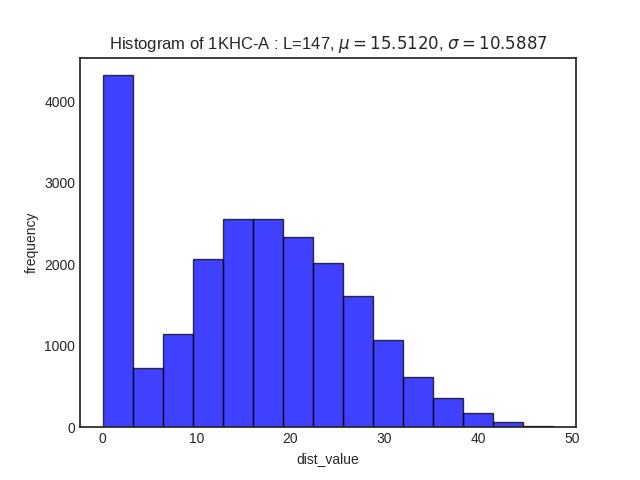 Histogram of 1KHC-A : L=147, μ = 15.5120, σ = 10.5887
4000
3000
2000
1000
0
frequency
0 10 20 30 40 50
dist_value